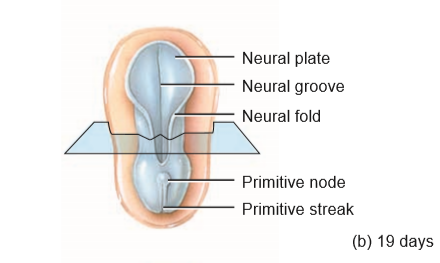 Neural plate
Neural groove
Neural fold
Primitive node
Primitive streak
(b) 19 days